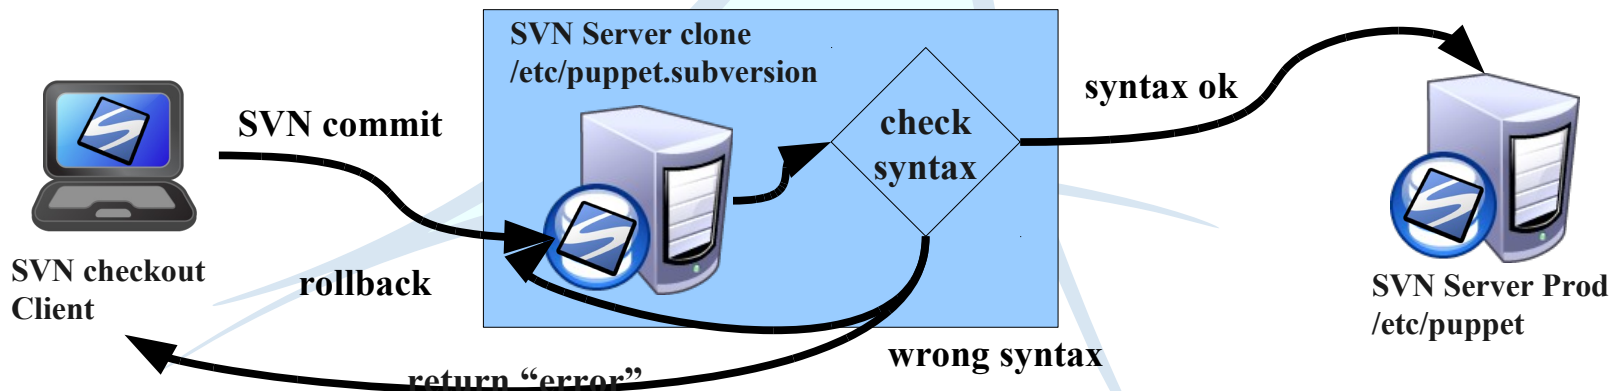 SVN Server clone
/etc/puppet.subversion
SVN commit
check
syntax
syntax ok
SVN checkout
Client
rollback
SVN Server Prod
/etc/puppet
wrong syntax
return “error”